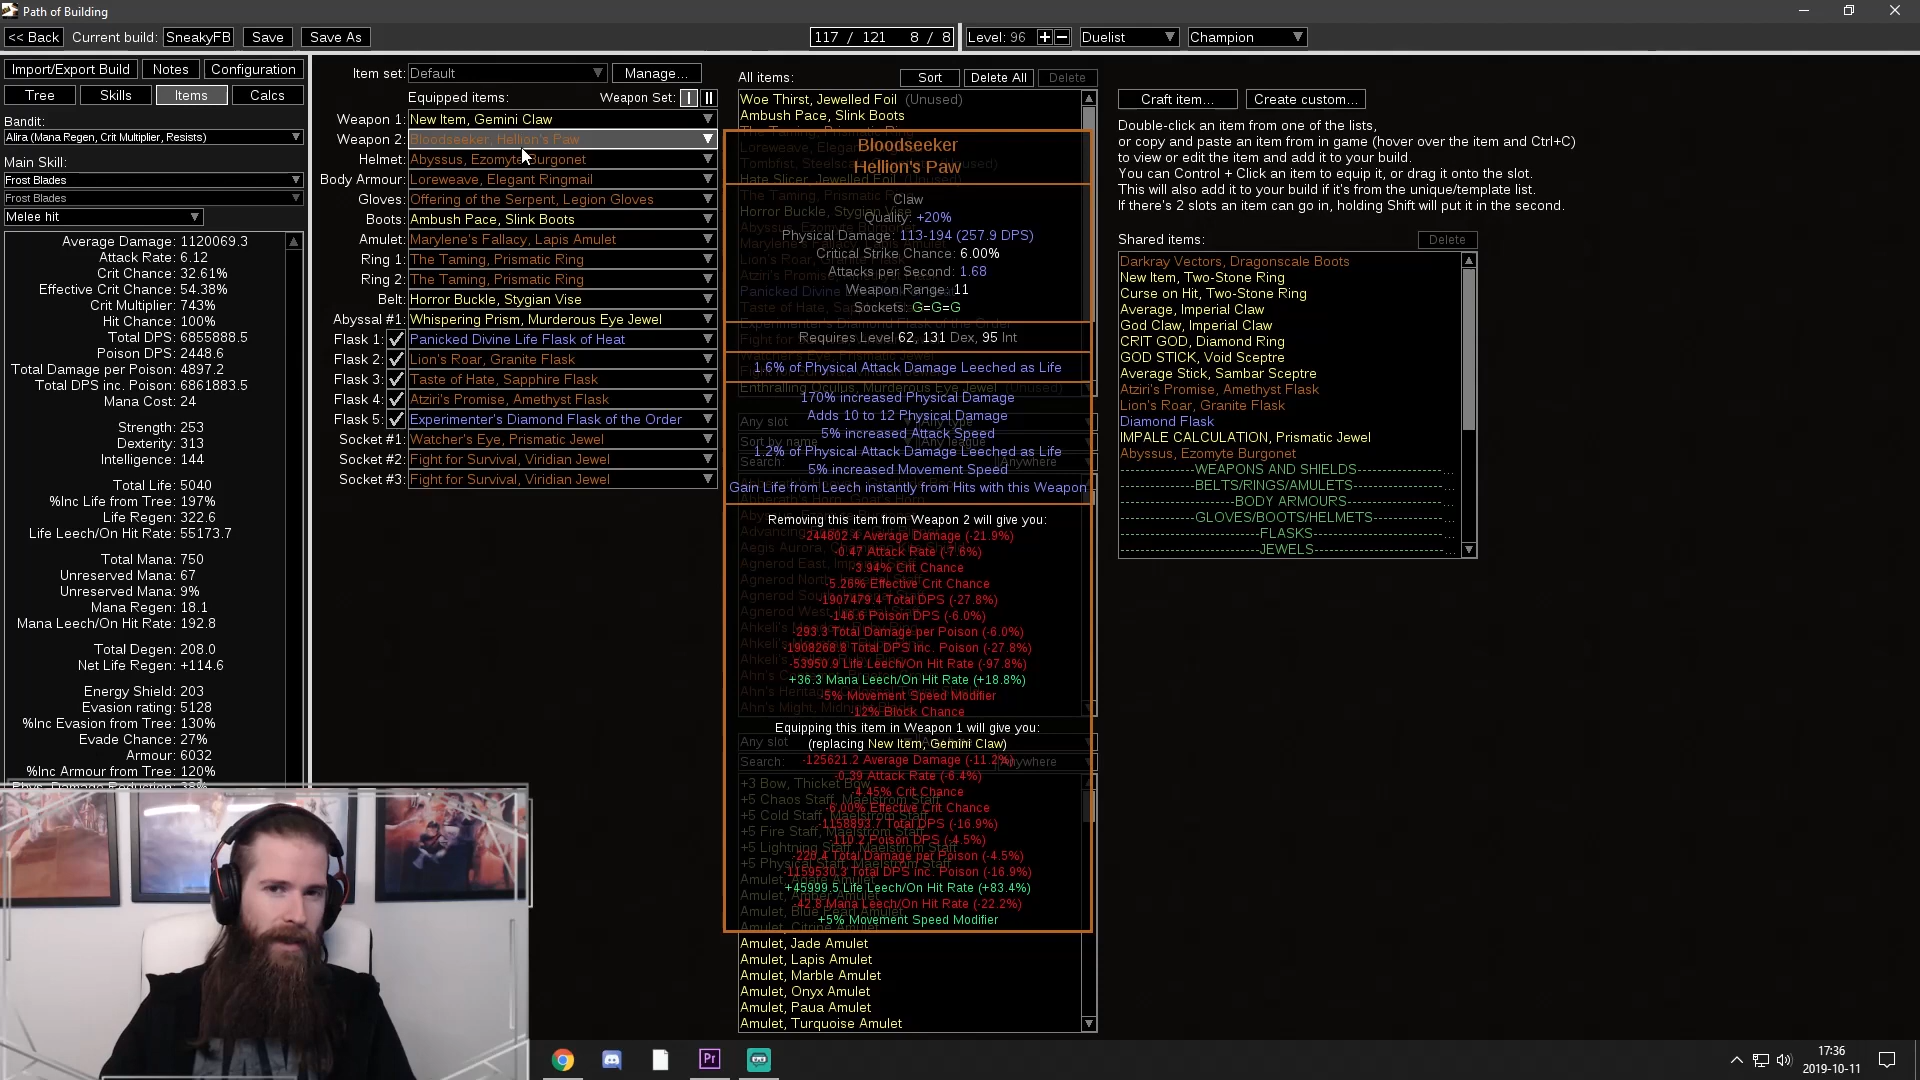 Path of Building
<< Back
Current build:
SneakyFB
Save
Save As
117 / 121
8 / 8
Level: 96
Duelist
Champion
Import/Export Build
Notes
Configuration
Tree
Skills
Items
Calcs
Bandit:
Alira (Mana Regen, Crit Multiplier, Resists)
Main Skill:
Frost Blades
Frost Blades
Melee hit
Average Damage: 1120069.3
Attack Rate: 6.12
Crit Chance: 32.61%
Effective Crit Chance: 54.38%
Crit Multiplier: 743%
Hit Chance: 100%
Total DPS: 6855888.5
Poison DPS: 2448.6
Total Damage per Poison: 4897.2
Total DPS inc. Poison: 6861883.5
Mana Cost: 24
Strength: 253
Dexterity: 313
Intelligence: 144
Total Life: 5040
%Inc Life from Tree: 197%
Life Regen: 322.6
Life Leech/On Hit Rate: 55173.7
Total Mana: 750
Unreserved Mana: 67
Unreserved Mana: 9%
Mana Regen: 18.1
Mana Leech/On Hit Rate: 192.8
Total Degen: 208.0
Net Life Regen: +114.6
Energy Shield: 203
Evasion rating: 5128
%Inc Evasion from Tree: 130%
Evade Chance: 27%
Armour: 6032
%Inc Armour from Tree: 120%
Item set: Default
Manage...
Equipped items:
Weapon Set: I II
Weapon 1: New Item, Gemini Claw
Weapon 2: Bloodseeker, Hellion's Paw
Helmet: Abyssus, Ezomyte Burgonet
Body Armour: Loreweave, Elegant Ringmail
Gloves: Offering of the Serpent, Legion Gloves
Boots: Ambush Pace, Slink Boots
Amulet: Marylene's Fallacy, Lapis Amulet
Ring 1: The Taming, Prismatic Ring
Ring 2: The Taming, Prismatic Ring
Belt: Horror Buckle, Stygian Vise
Abyssal #1: Whispering Prism, Murderous Eye Jewel
Flask 1: Panicked Divine Life Flask of Heat
Flask 2: Lion's Roar, Granite Flask
Flask 3: Taste of Hate, Sapphire Flask
Flask 4: Atziri's Promise, Amethyst Flask
Flask 5: Experimenter's Diamond Flask of the Order
Socket #1: Watcher's Eye, Prismatic Jewel
Socket #2: Fight for Survival, Viridian Jewel
Socket #3: Fight for Survival, Viridian Jewel
All items:
Sort
Delete All
Delete
Woe Thirst, Jewelled Foil (Unused)
Ambush Pace, Slink Boots
Bloodseeker
Hellion's Paw
Claw
Quality: +20%
Physical Damage: 113-194 (257.9 DPS)
Critical Strike Chance: 6.00%
Attacks per Second: 1.68
Weapon Range: 11
Sockets: G=G=G
Requires Level 62, 131 Dex, 95 Int
1.6% of Physical Attack Damage Leeched as Life
Enthralling Oculus, Murderous Eye Jewel (Unused)
170% increased Physical Damage
Adds 10 to 12 Physical Damage
5% increased Attack Speed
1.2% of Physical Attack Damage Leeched as Life
5% increased Movement Speed
Gain Life from Leech instantly from Hits with this Weapon
Removing this item from Weapon 2 will give you:
-244802.4 Average Damage (-21.9%)
-0.47 Attack Rate (-7.6%)
-3.94% Crit Chance
-5.26% Effective Crit Chance
-1907479.4 Total DPS (-27.8%)
-146.6 Poison DPS (-6.0%)
-293.3 Total Damage per Poison (-6.0%)
-1908268.8 Total DPS inc. Poison (-27.8%)
-53950.9 Life Leech/On Hit Rate (-97.8%)
+36.3 Mana Leech/On Hit Rate (+18.8%)
-5% Movement Speed Modifier
-12% Block Chance
Equipping this item in Weapon 1 will give you:
(replacing New Item, Gemini Claw)
-125621.2 Average Damage (-11.2%)
-0.39 Attack Rate (-6.4%)
-4.45% Crit Chance
-6.00% Effective Crit Chance
-1158893.7 Total DPS (-16.9%)
-110.2 Poison DPS (-4.5%)
-220.4 Total Damage per Poison (-4.5%)
-1159530.3 Total DPS inc. Poison (-16.9%)
+45999.5 Life Leech/On Hit Rate (+83.4%)
-42.8 Mana Leech/On Hit Rate (-22.2%)
+5% Movement Speed Modifier
Amulet, Jade Amulet
Amulet, Lapis Amulet
Amulet, Marble Amulet
Amulet, Onyx Amulet
Amulet, Paua Amulet
Amulet, Turquoise Amulet
Craft item...
Create custom...
Double-click an item from one of the lists,
or copy and paste an item from in game (hover over the item and Ctrl+C)
to view or edit the item and add it to your build.
You can Control + Click an item to equip it, or drag it onto the slot.
This will also add it to your build if it's from the unique/template list.
If there's 2 slots an item can go in, holding Shift will put it in the second.
Shared items:
Delete
Darkray Vectors, Dragonscale Boots
New Item, Two-Stone Ring
Curse on Hit, Two-Stone Ring
Average, Imperial Claw
God Claw, Imperial Claw
CRIT GOD, Diamond Ring
GOD STICK, Void Sceptre
Average Stick, Sambar Sceptre
Atziri's Promise, Amethyst Flask
Lion's Roar, Granite Flask
Diamond Flask
IMPALE CALCULATION, Prismatic Jewel
Abyssus, Ezomyte Burgonet
--------------WEAPONS AND SHIELDS-----------------...
--------------BELTS/RINGS/AMULETS----------------...
--------------------BODY ARMOURS-------------------...
--------------GLOVES/BOOTS/HELMETS--------------...
--------------------------FLASKS-----------------------...
--------------------------JEWELS-----------------------...
Pr
17:36
2019-10-11